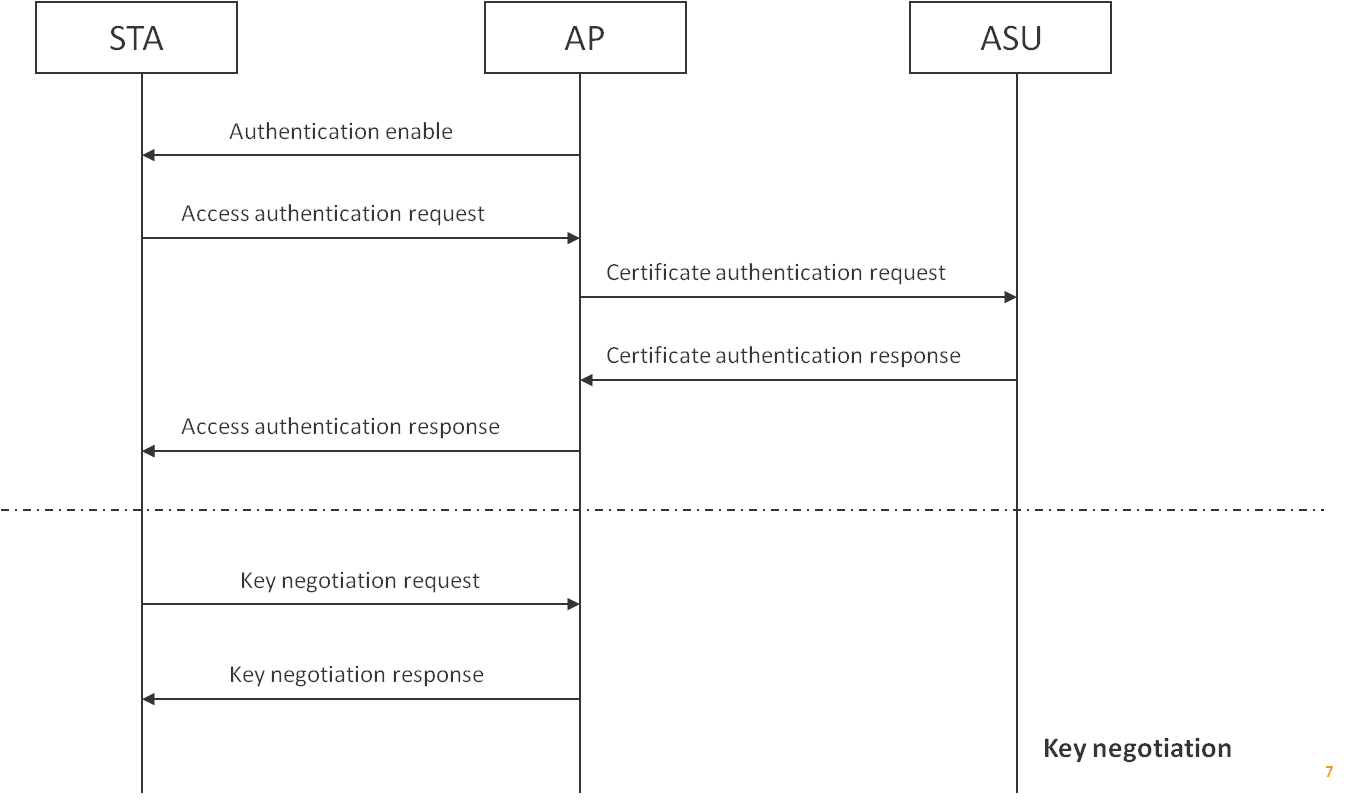 STA
AP
ASU
Authentication enable
Access authentication request
Certificate authentication request
Certificate authentication response
Access authentication response
Key negotiation request
Key negotiation response
Key negotiation
7